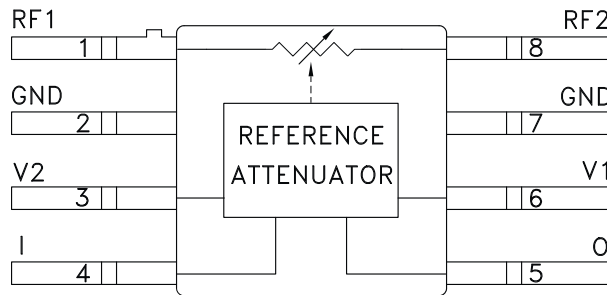 RF1
1
RF2
8
GND
2
GND
7
REFERENCE
ATTENUATOR
V2
3
V1
6
I
4
O
5